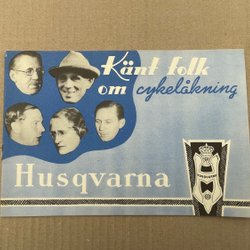 Känt folk
om cykelåkning
Husqvarna